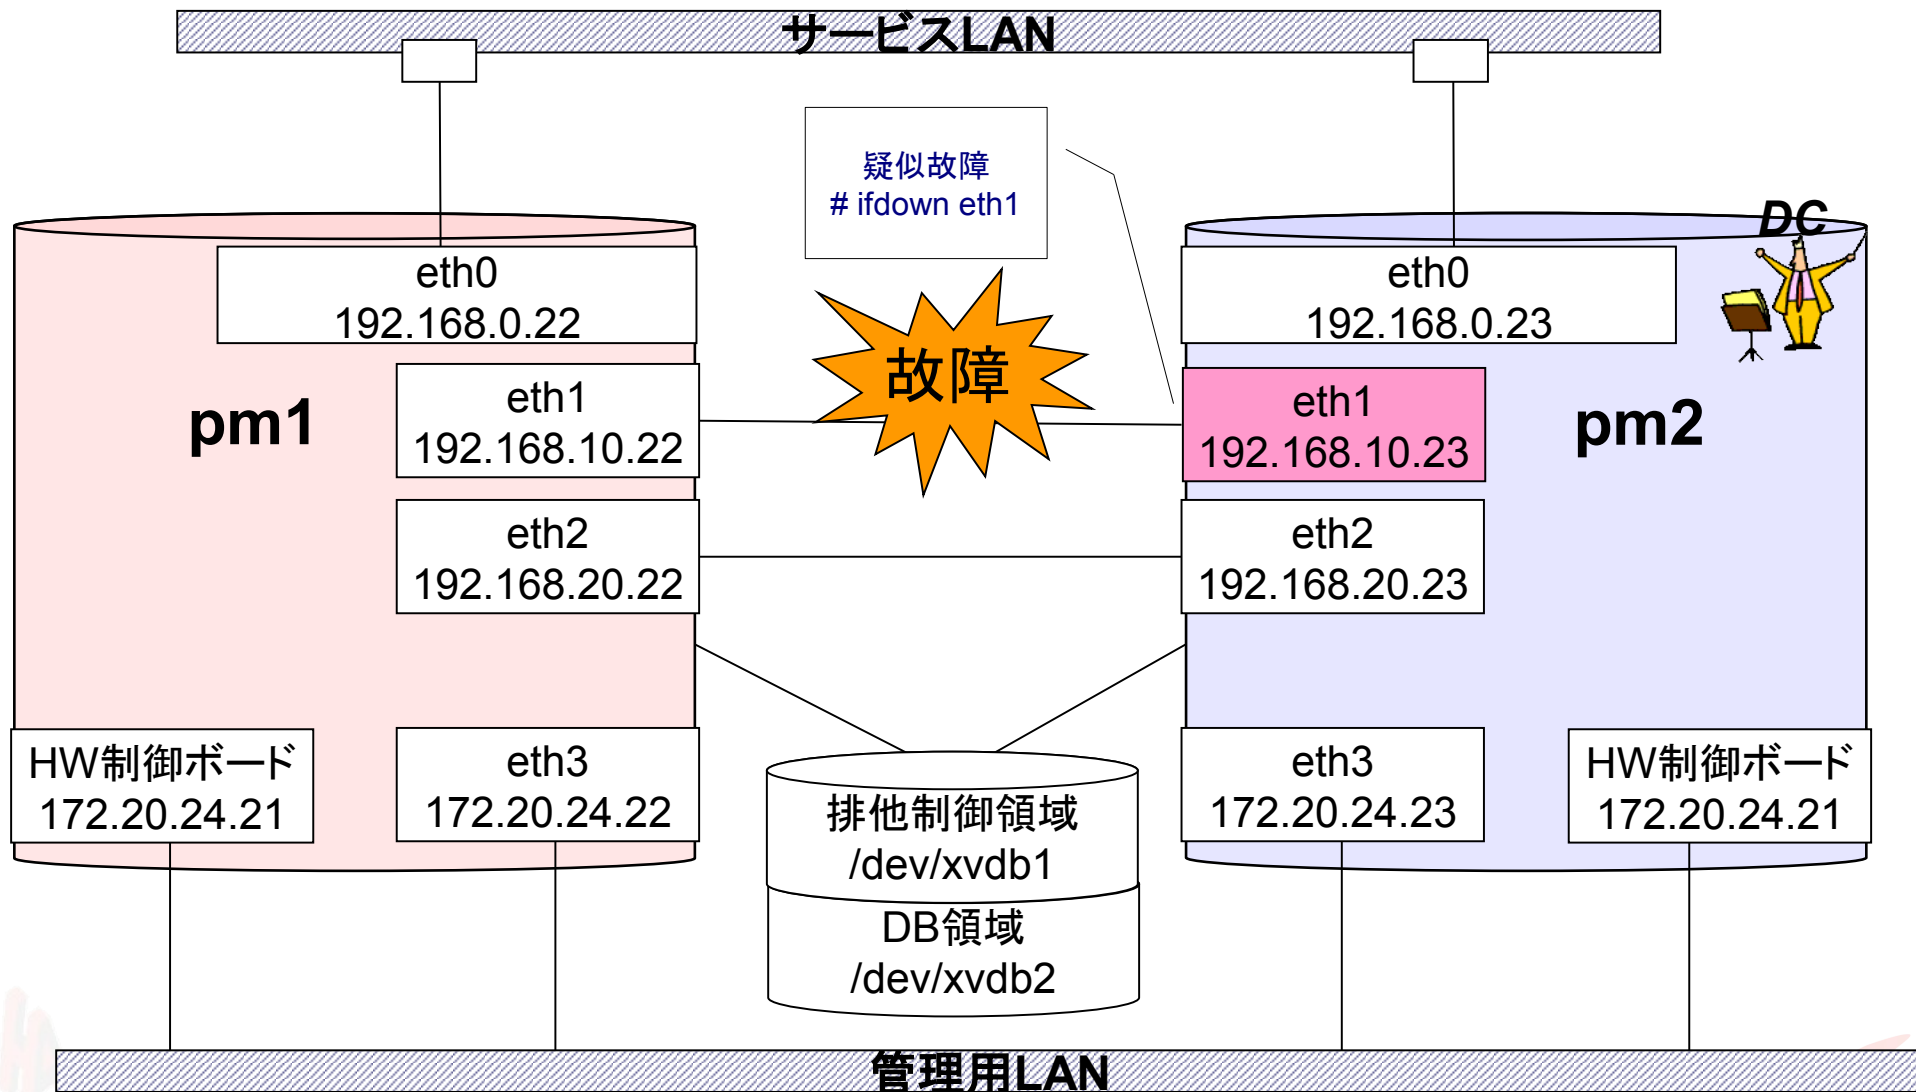 サービスLAN
疑似故障
# ifdown eth1
DC
eth0
192.168.0.22
eth0
192.168.0.23
故障
pm1
eth1
192.168.10.22
eth1
192.168.10.23
pm2
eth2
192.168.20.22
eth2
192.168.20.23
HW制御ボード
172.20.24.21
eth3
172.20.24.22
排他制御領域
/dev/xvdb1
DB領域
/dev/xvdb2
eth3
172.20.24.23
HW制御ボード
172.20.24.21
管理用LAN